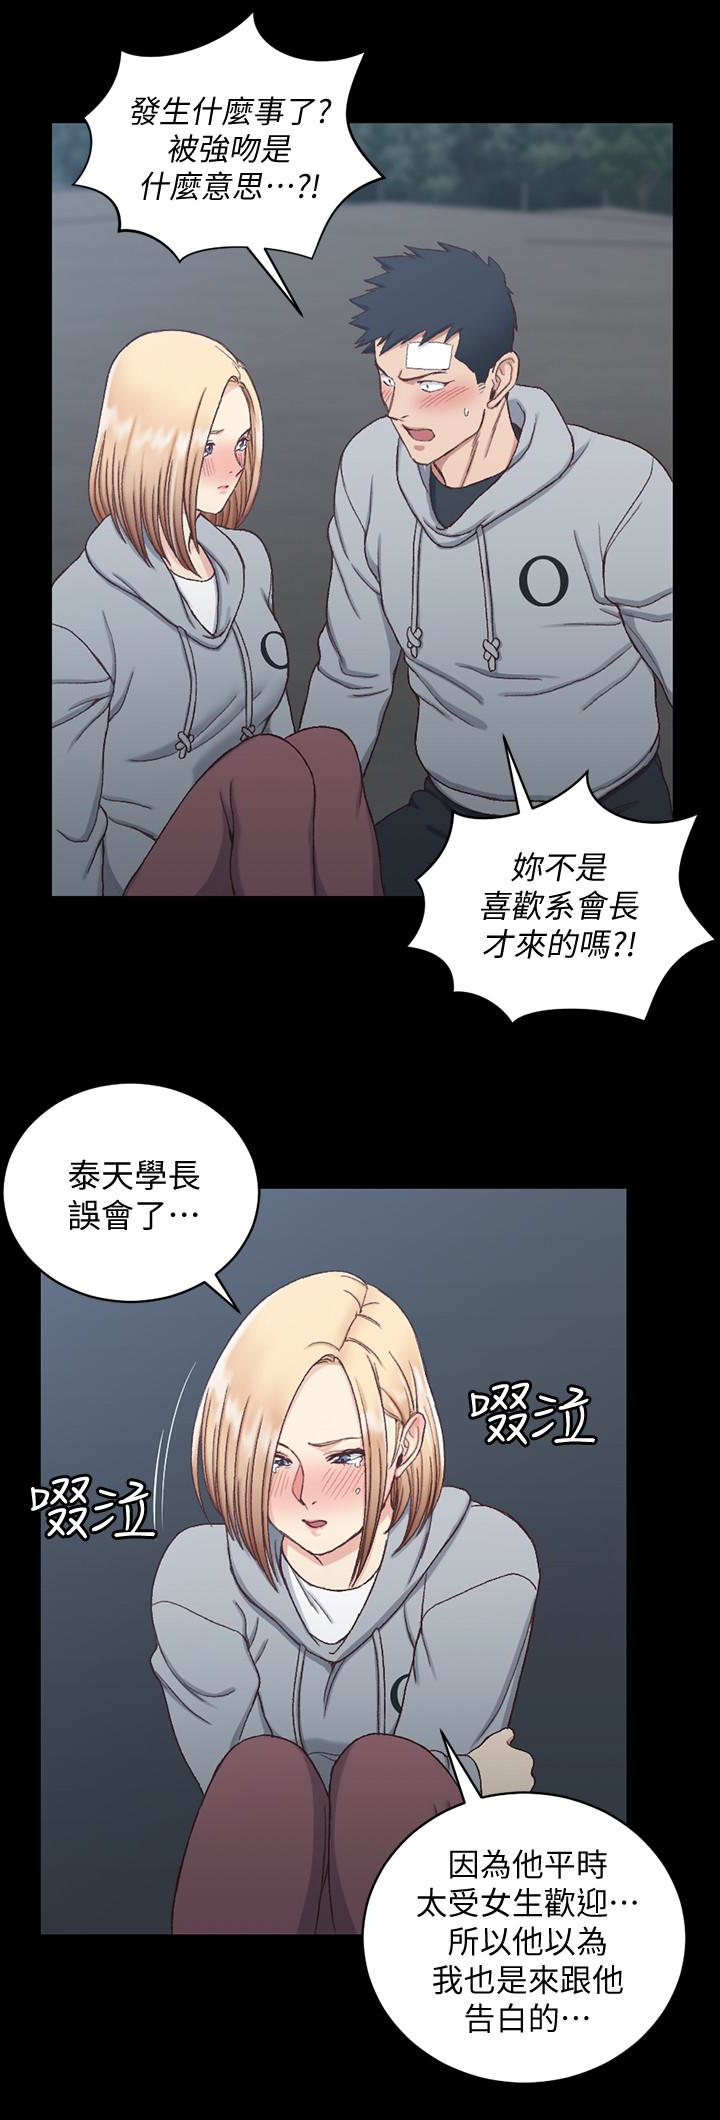 發生什麼事了?
被強吻是
什麼意思…?!
O
O
妳不是
喜歡系會長
才來的嗎?!
泰天學長
誤會了…
啜泣
啜泣
O
因為他平時
太受女生歡迎…
所以他以為
我也是來跟他
告白的…